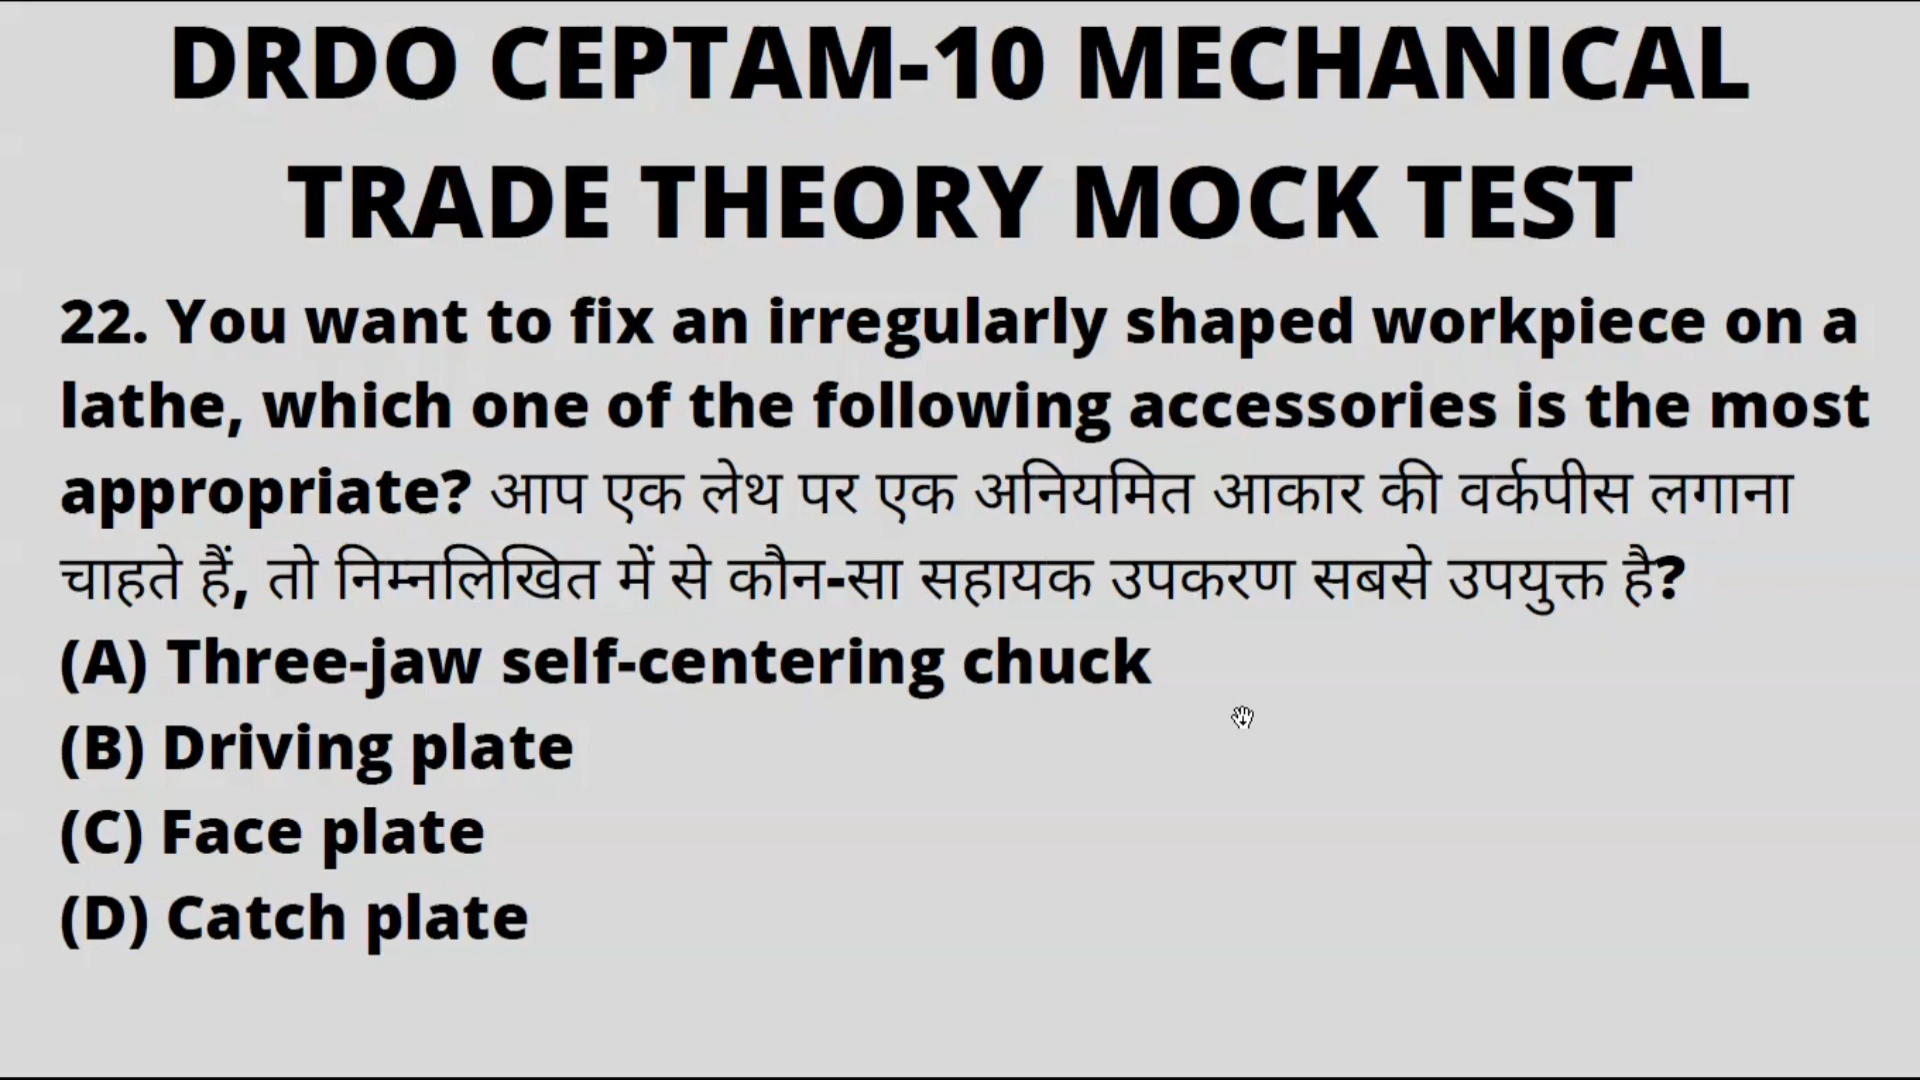 DRDO CEPTAM-10 MECHANICAL
TRADE THEORY MOCK TEST
22. You want to fix an irregularly shaped workpiece on a
lathe, which one of the following accessories is the most
appropriate? आप एक लेथ पर एक अनियमित आकार की वर्कपीस लगाना
चाहते हैं, तो निम्नलिखित में से कौन-सा सहायक उपकरण सबसे उपयुक्त है?
(A) Three-jaw self-centering chuck
(B) Driving plate
(C) Face plate
(D) Catch plate